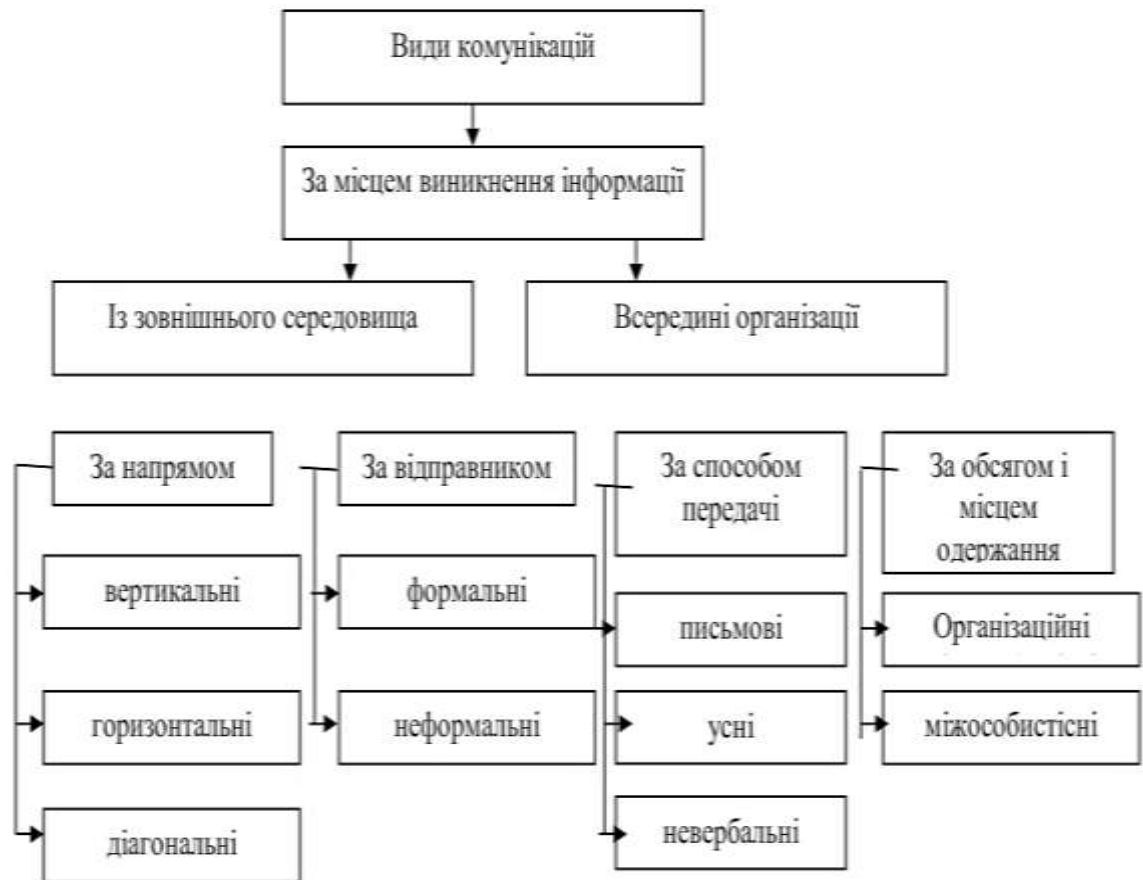 Види комунікацій
За місцем виникнення інформації
Із зовнішнього середовища
Всередині організації
За напрямом
вертикальні
горизонтальні
діагональні
За відправником
формальні
неформальні
За способом
передачі
письмові
усні
невербальні
За обсягом і
місцем
одержання
Організаційні
міжособистісні